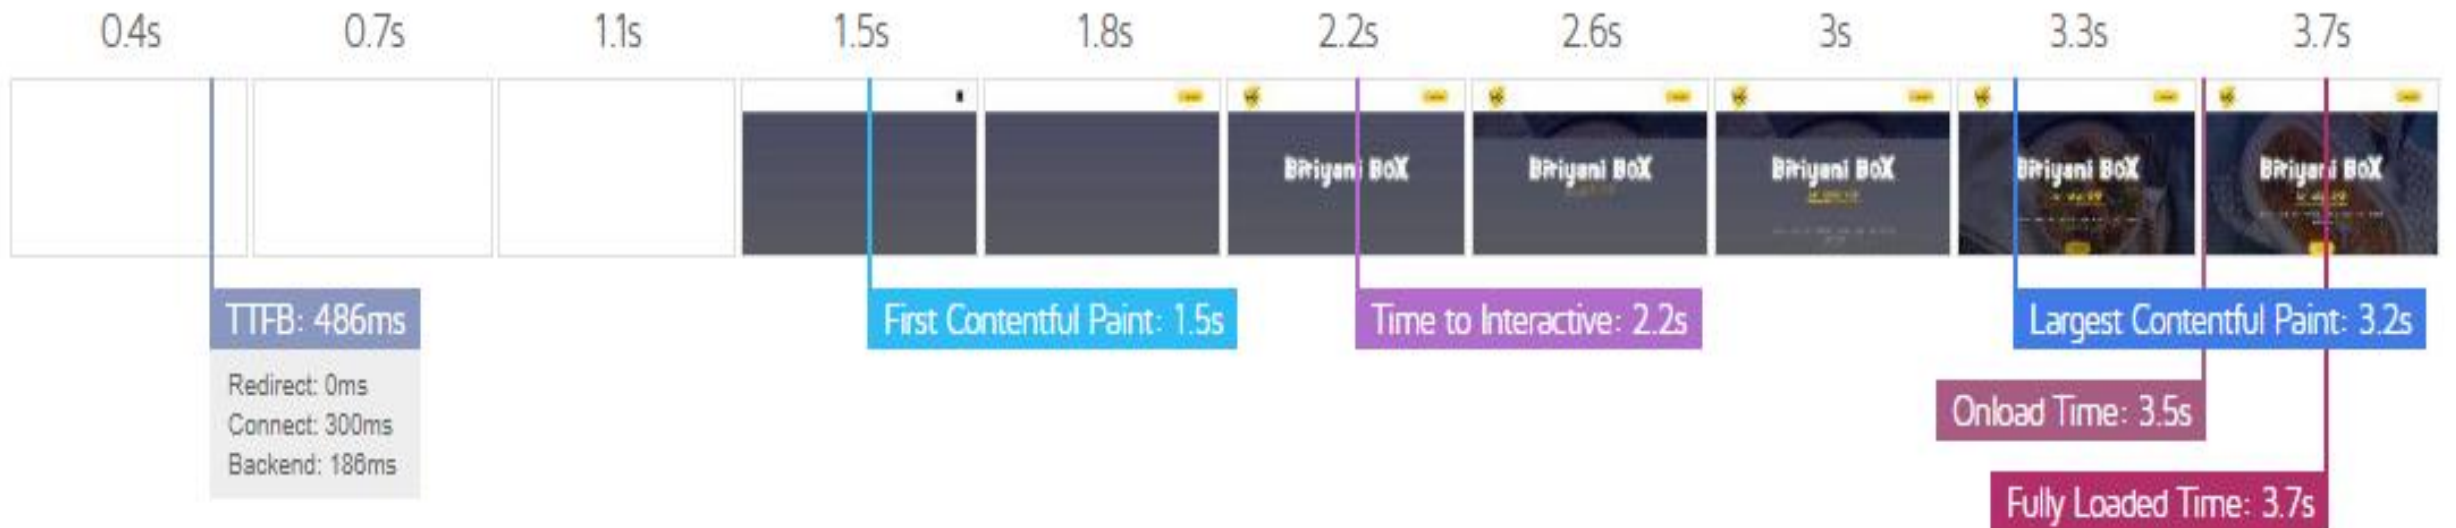 0.4s 0.7s 1.1s 1.5s 1.8s 2.2s 2.6s 3s 3.3s 3.7s
Biriyani BoX Biriyani BoX Biriyani BoX Biriyani BoX Biriyani BoX
TTFB: 486ms
Redirect: 0ms
Connect: 300ms
Backend: 186ms
First Contentful Paint: 1.5s
Time to Interactive: 2.2s
Largest Contentful Paint: 3.2s
Onload Time: 3.5s
Fully Loaded Time: 3.7s